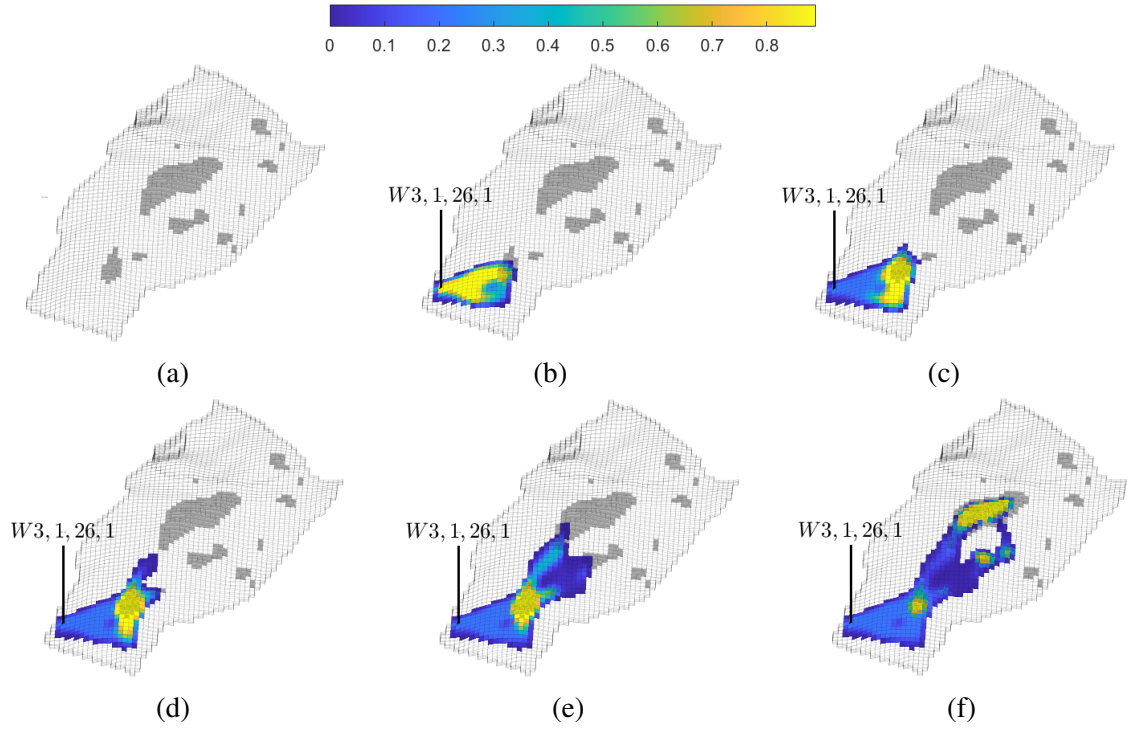 0 0.1 0.2 0.3 0.4 0.5 0.6 0.7 0.8
W3, 1, 26, 1
W3, 1, 26, 1
(a) (b) (c)
W3, 1, 26, 1
W3, 1, 26, 1
W3, 1, 26, 1
(d) (e) (f)